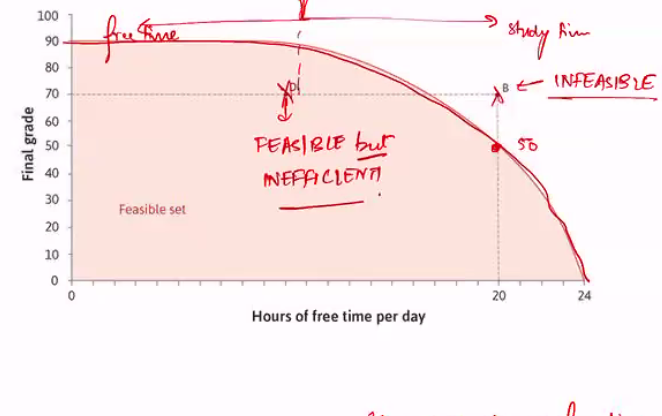 100
free time
study tim
90
80
70
D
B
INFEASIBLE
60
FEASIBLE but
INEFFICIENT
50
50
40
30
Feasible set
20
10
0
0
20
24
Final grade
Hours of free time per day